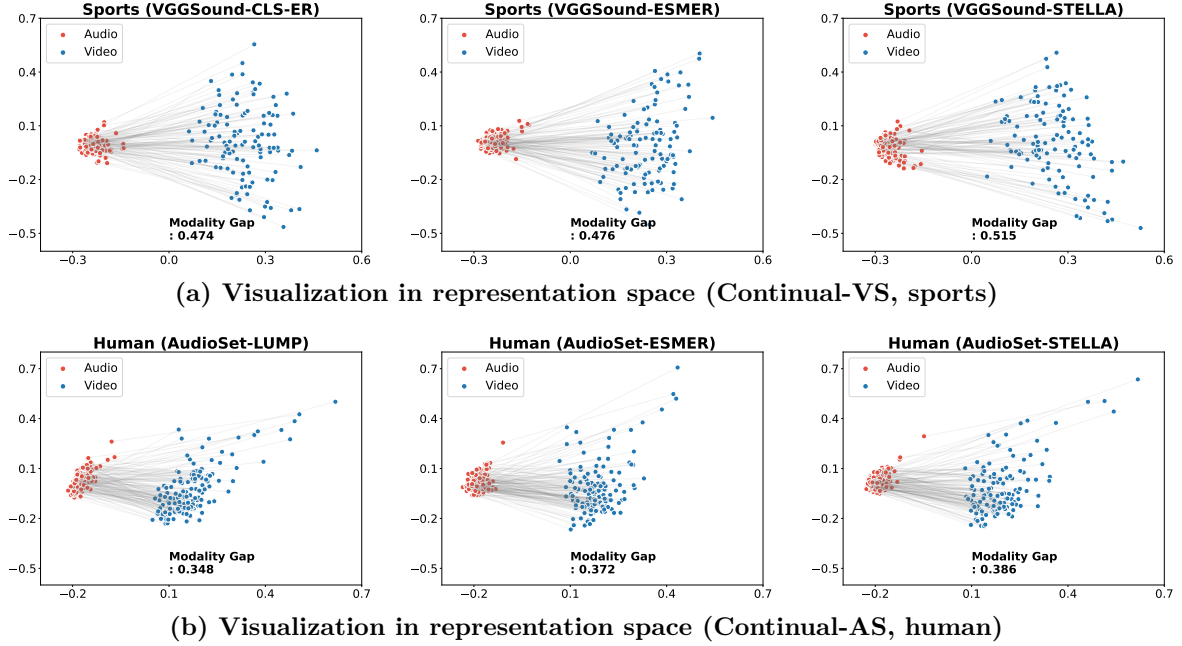 Sports (VGGSound-CLS-ER)
Audio
Video
0.7
0.4
0.1
−0.2
−0.5
−0.3
0.0
0.3
0.6
Modality Gap
: 0.474
Sports (VGGSound-ESMER)
Audio
Video
0.7
0.4
0.1
−0.2
−0.5
−0.3
0.0
0.3
0.6
Modality Gap
: 0.476
Sports (VGGSound-STELLA)
Audio
Video
0.7
0.4
0.1
−0.2
−0.5
−0.3
0.0
0.3
0.6
Modality Gap
: 0.515
(a) Visualization in representation space (Continual-VS, sports)
Human (AudioSet-LUMP)
Audio
Video
0.7
0.4
0.1
−0.2
−0.5
−0.2
0.1
0.4
0.7
Modality Gap
: 0.348
Human (AudioSet-ESMER)
Audio
Video
0.7
0.4
0.1
−0.2
−0.5
−0.2
0.1
0.4
0.7
Modality Gap
: 0.372
Human (AudioSet-STELLA)
Audio
Video
0.7
0.4
0.1
−0.2
−0.5
−0.2
0.1
0.4
0.7
Modality Gap
: 0.386
(b) Visualization in representation space (Continual-AS, human)